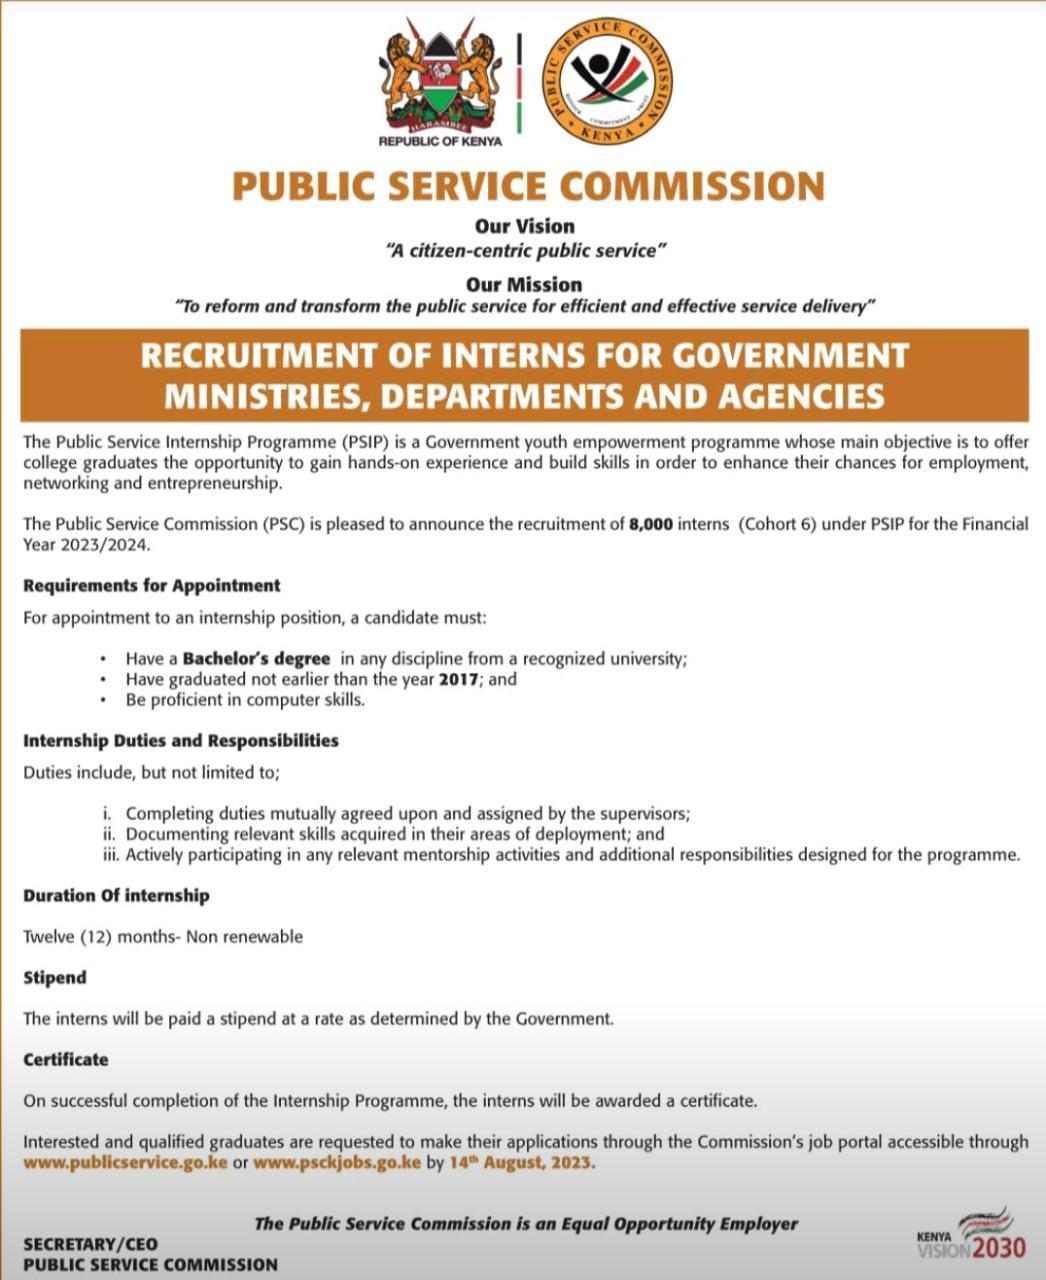 HARAMBEE
REPUBLIC OF KENYA
PUBLIC SERVICE COMMISSION
KENYA
PUBLIC SERVICE COMMISSION
Our Vision
“A citizen-centric public service”
Our Mission
“To reform and transform the public service for efficient and effective service delivery”
RECRUITMENT OF INTERNS FOR GOVERNMENT
MINISTRIES, DEPARTMENTS AND AGENCIES
The Public Service Internship Programme (PSIP) is a Government youth empowerment programme whose main objective is to offer
college graduates the opportunity to gain hands-on experience and build skills in order to enhance their chances for employment,
networking and entrepreneurship.
The Public Service Commission (PSC) is pleased to announce the recruitment of 8,000 interns (Cohort 6) under PSIP for the Financial
Year 2023/2024.
Requirements for Appointment
For appointment to an internship position, a candidate must:
• Have a Bachelor’s degree in any discipline from a recognized university;
• Have graduated not earlier than the year 2017; and
• Be proficient in computer skills.
Internship Duties and Responsibilities
Duties include, but not limited to;
i. Completing duties mutually agreed upon and assigned by the supervisors;
ii. Documenting relevant skills acquired in their areas of deployment; and
iii. Actively participating in any relevant mentorship activities and additional responsibilities designed for the programme.
Duration Of internship
Twelve (12) months- Non renewable
Stipend
The interns will be paid a stipend at a rate as determined by the Government.
Certificate
On successful completion of the Internship Programme, the interns will be awarded a certificate.
Interested and qualified graduates are requested to make their applications through the Commission’s job portal accessible through
www.publicservice.go.ke or www.psckjobs.go.ke by 14th August, 2023.
The Public Service Commission is an Equal Opportunity Employer
SECRETARY/CEO
PUBLIC SERVICE COMMISSION
KENYA
VISION 2030